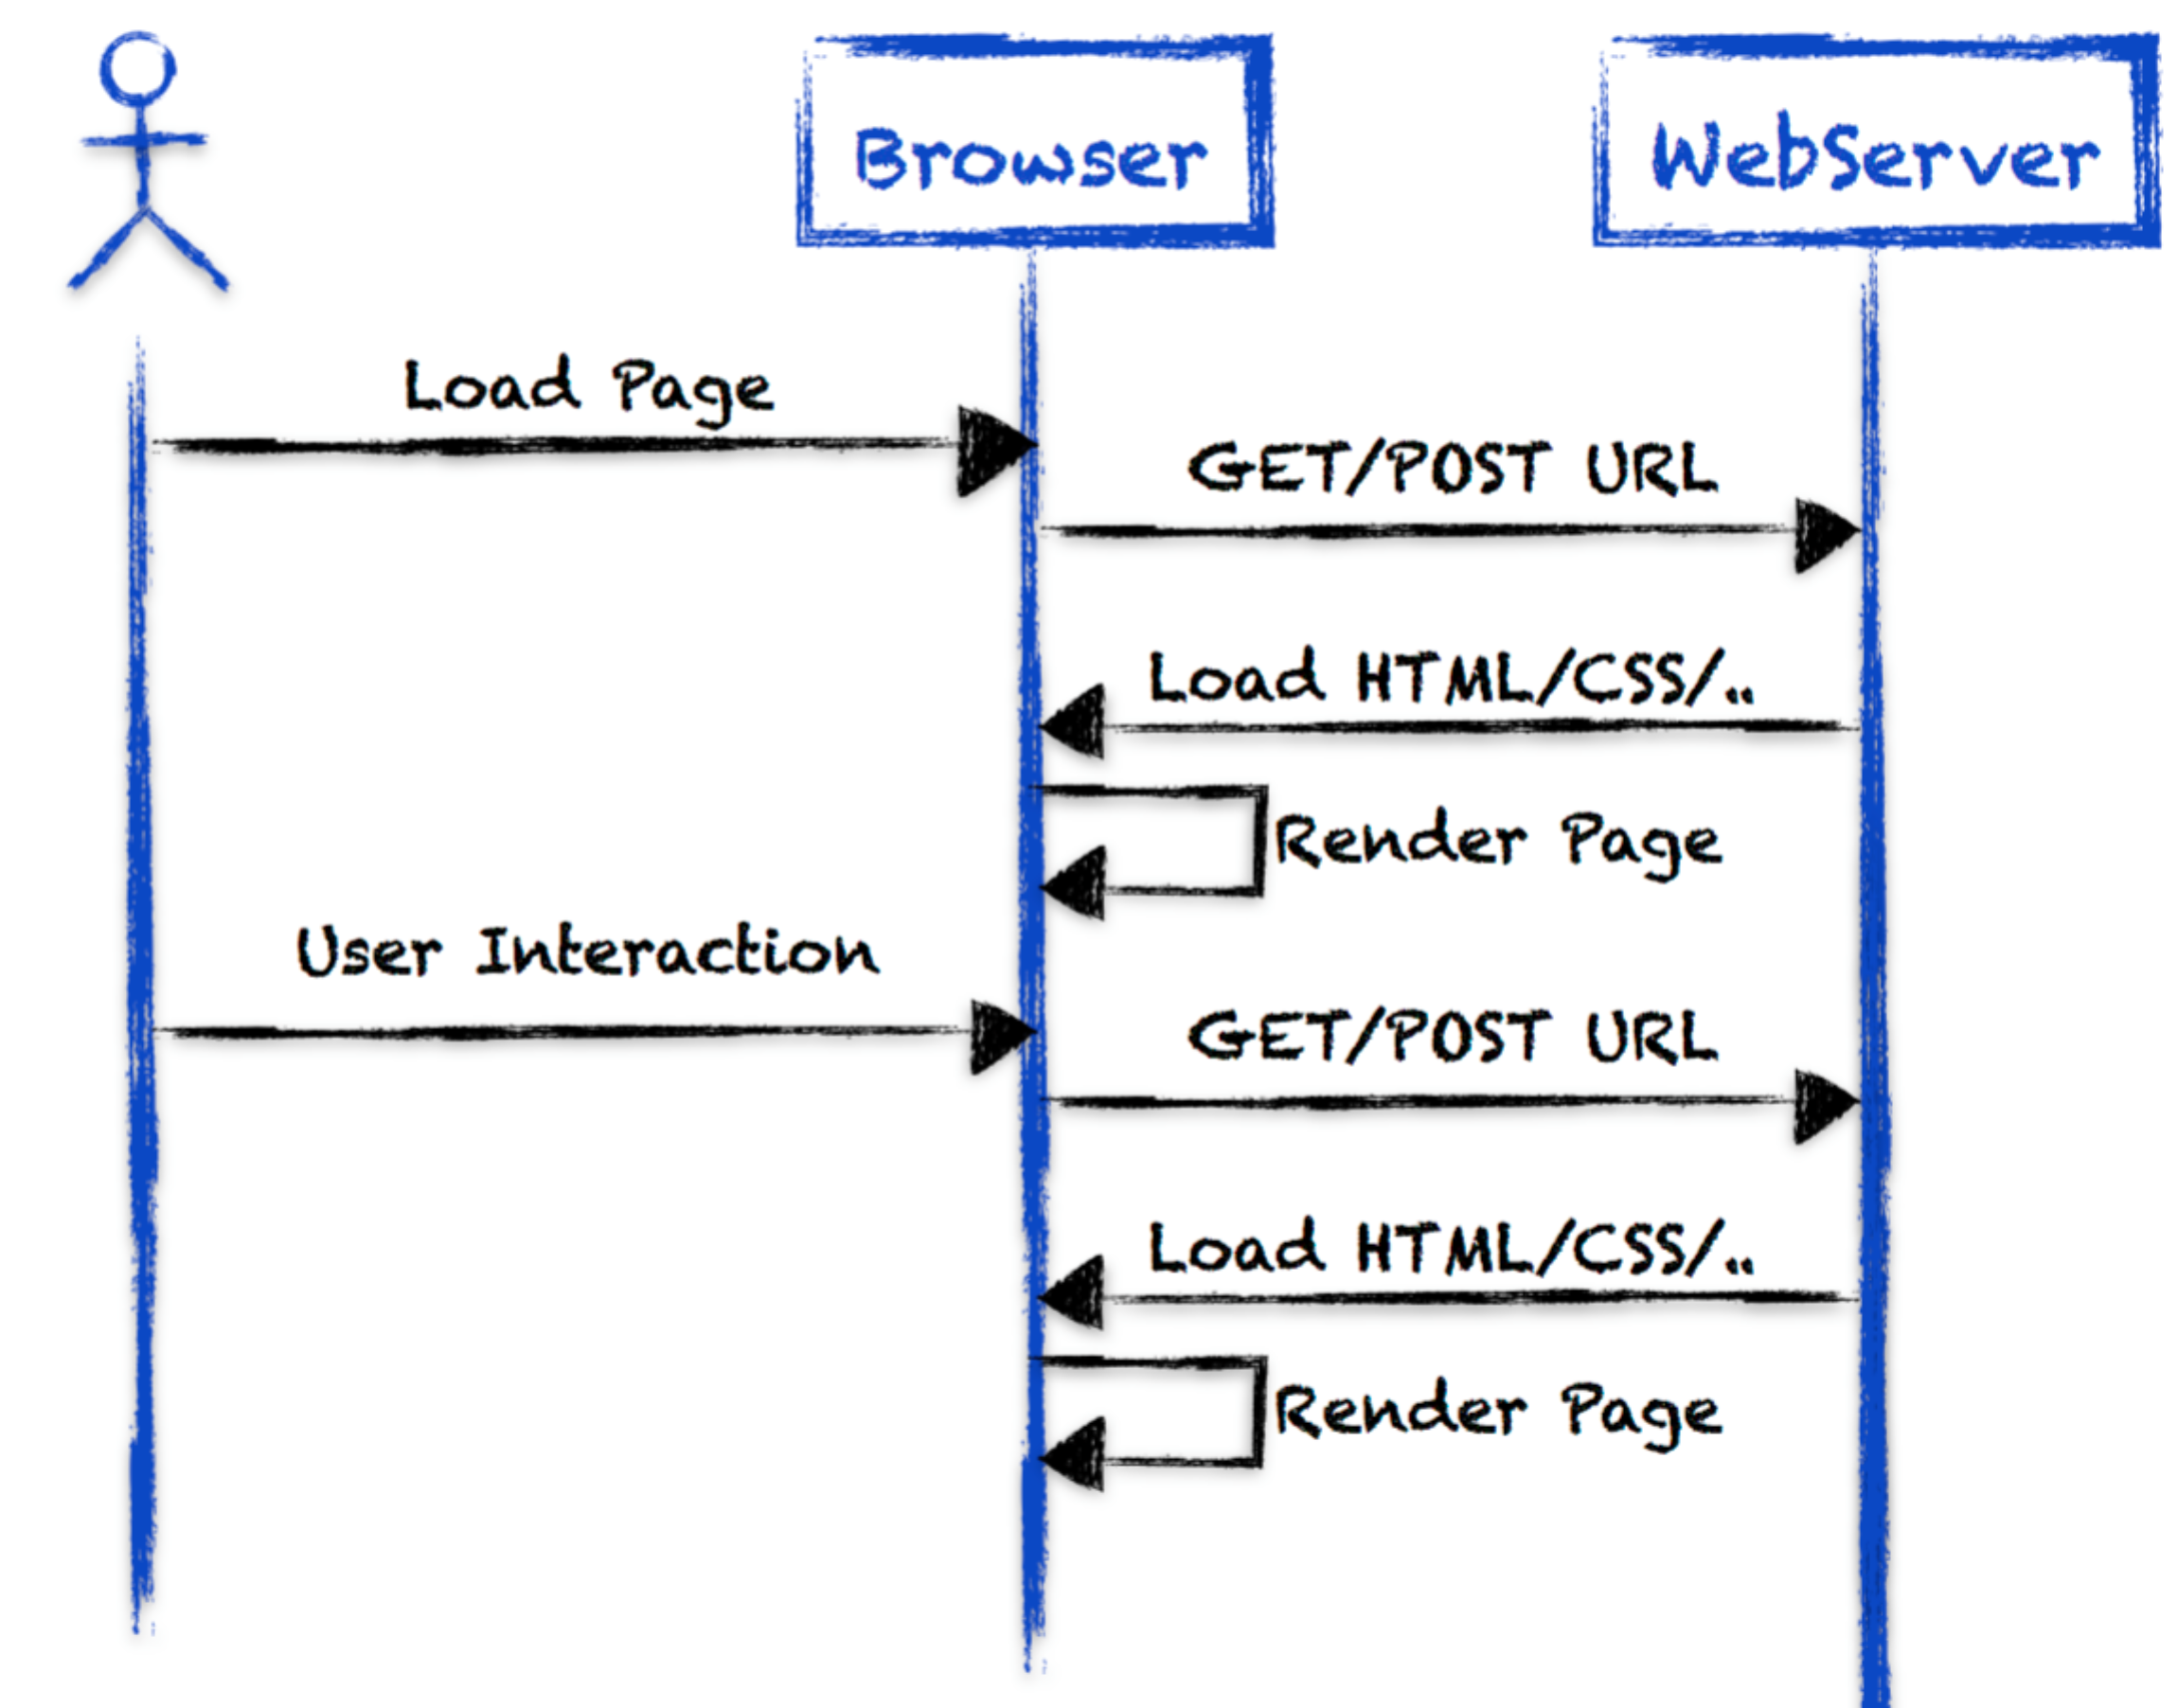 Browser
WebServer
Load Page
GET/POST URL
Load HTML/CSS/..
Render Page
User Interaction
GET/POST URL
Load HTML/CSS/..
Render Page